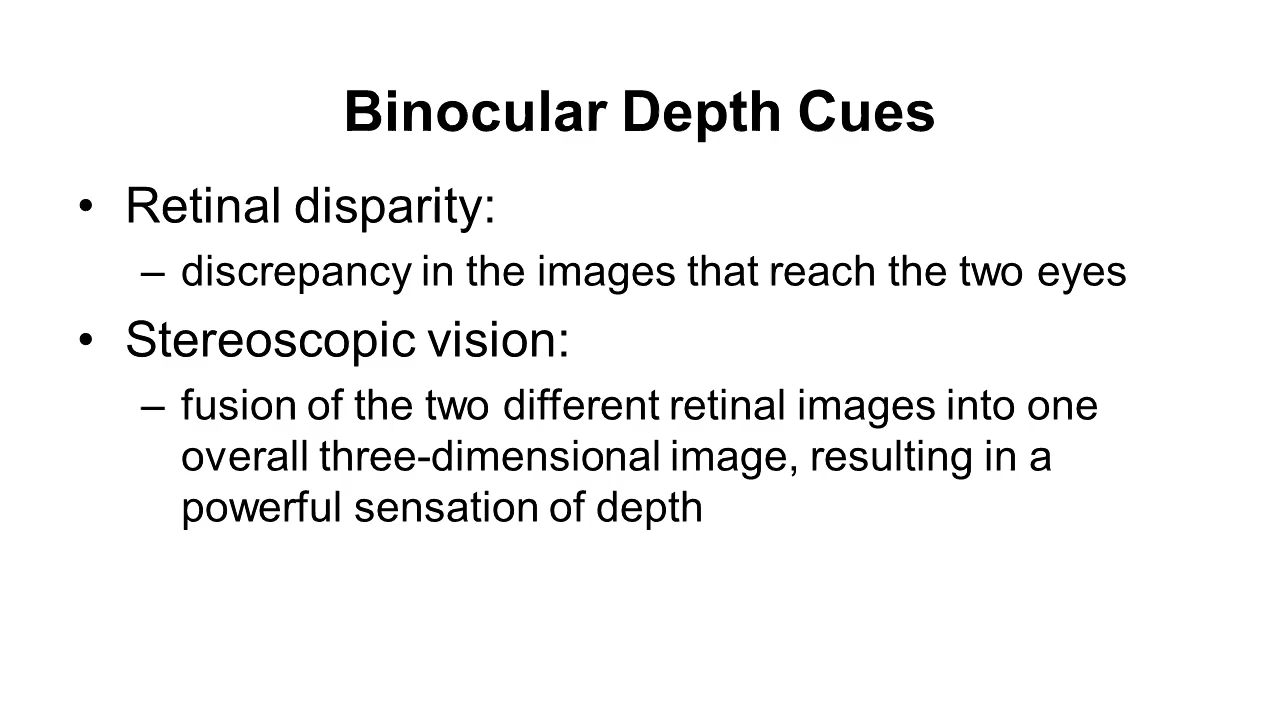 Binocular Depth Cues
• Retinal disparity:
– discrepancy in the images that reach the two eyes
• Stereoscopic vision:
– fusion of the two different retinal images into one
overall three-dimensional image, resulting in a
powerful sensation of depth